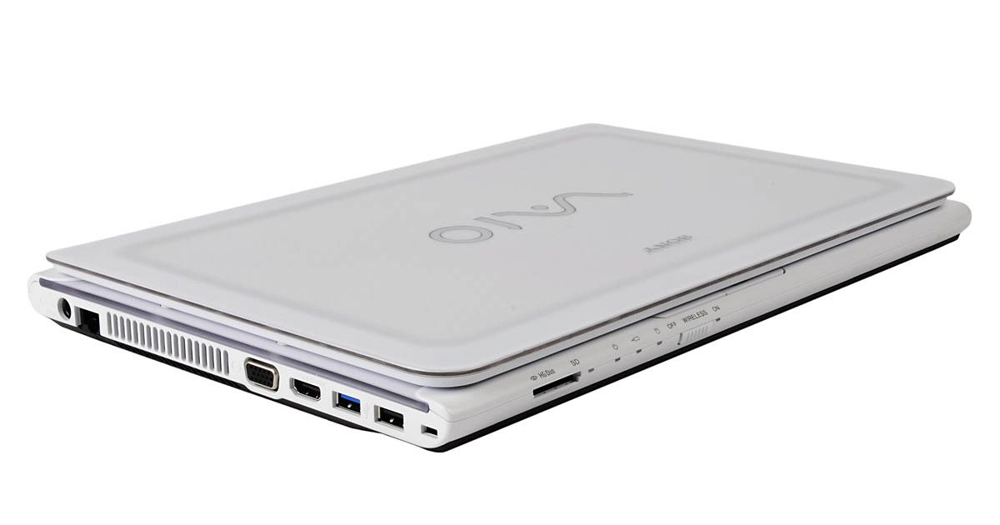 VAIO
SONY
HG Duo SD OFF WIRELESS ON